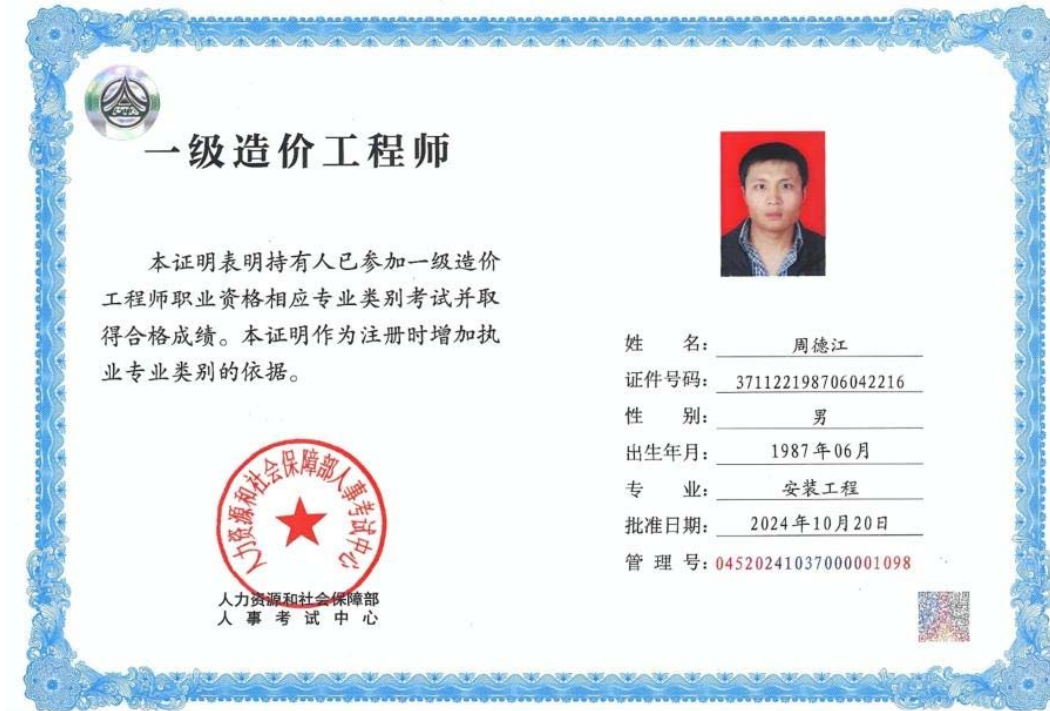 一级造价工程师
本证明表明持有人已参加一级造价
工程师职业资格相应专业类别考试并取
得合格成绩。本证明作为注册时增加执
业专业类别的依据。
姓 名: 周德江
证件号码: 371122198706042216
性 别: 男
出生年月: 1987年06月
专 业: 安装工程
批准日期: 2024年10月20日
管 理 号: 04520241037000001098
人力资源和社会保障部人事考试中心
人力资源和社会保障部
人 事 考 试 中 心